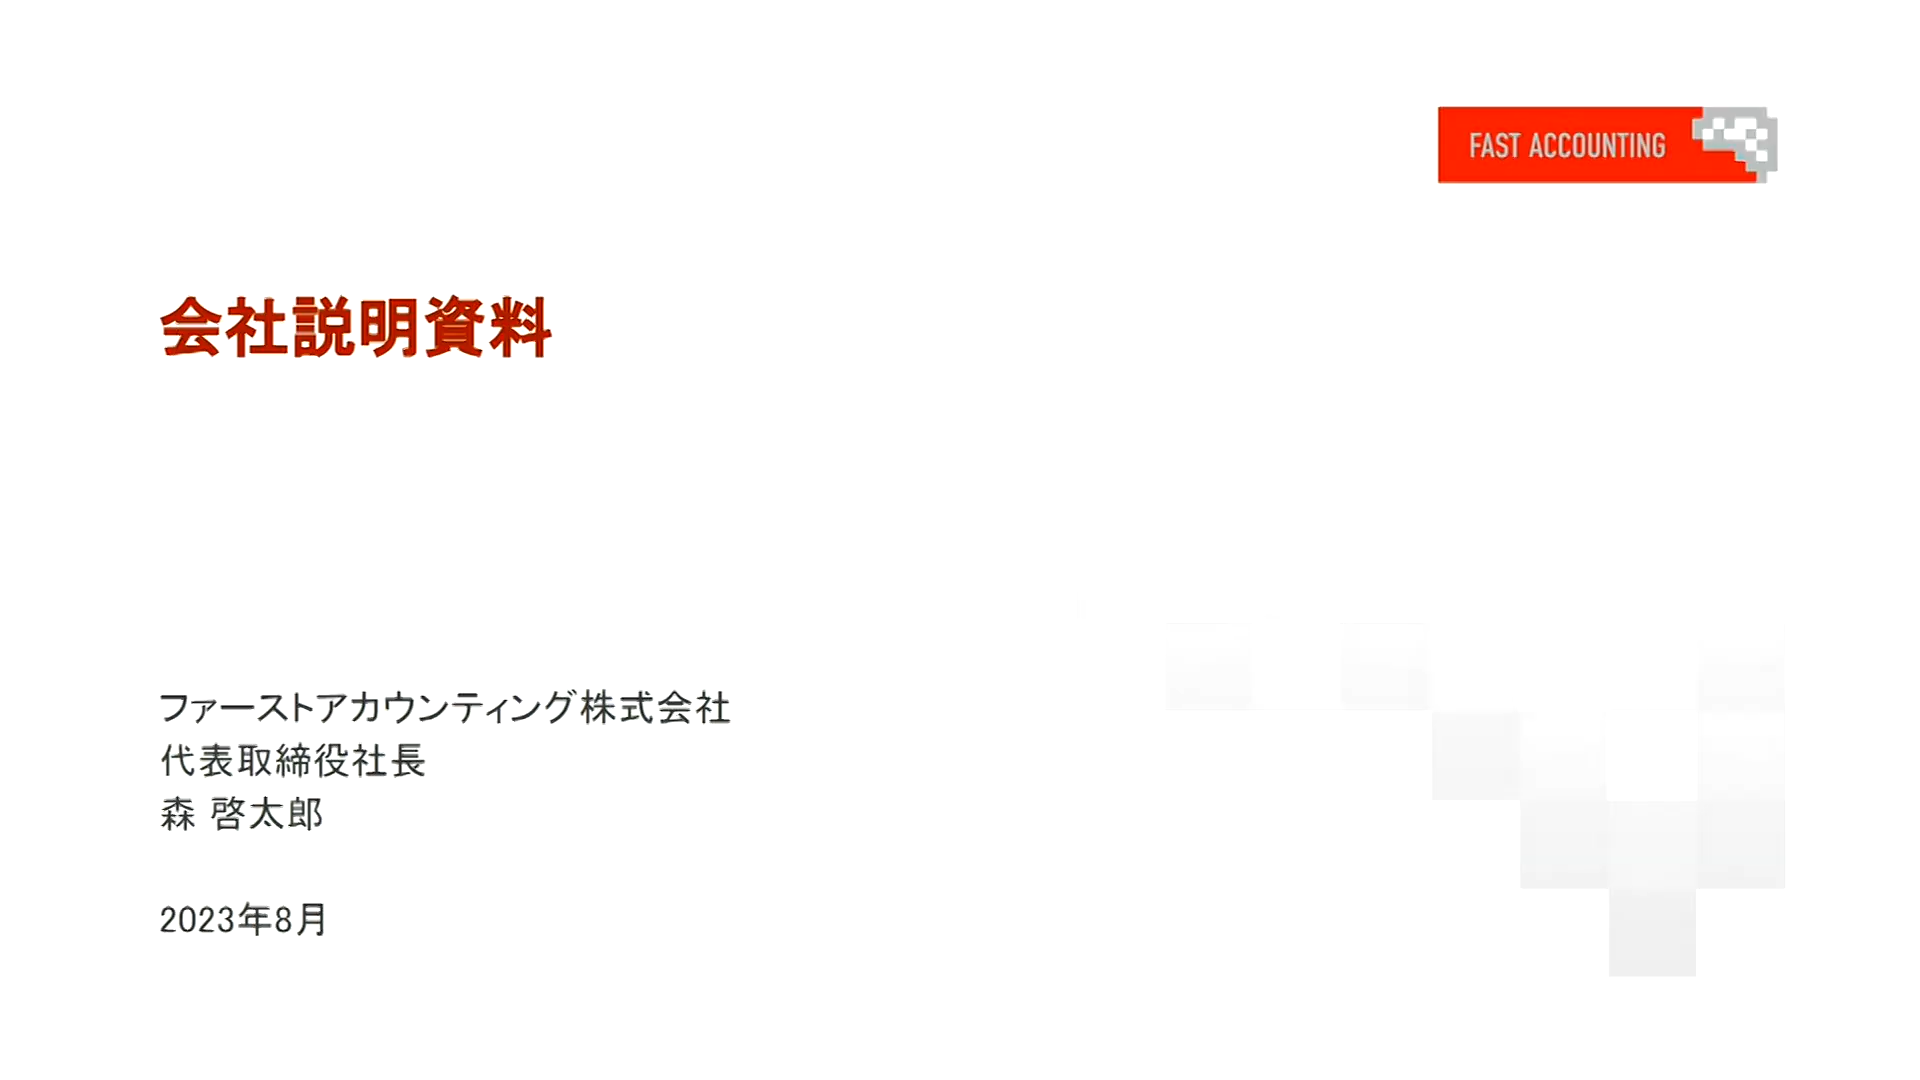 FAST ACCOUNTING
会社説明資料
ファーストアカウンティング株式会社
代表取締役社長
森 啓太郎
2023年8月